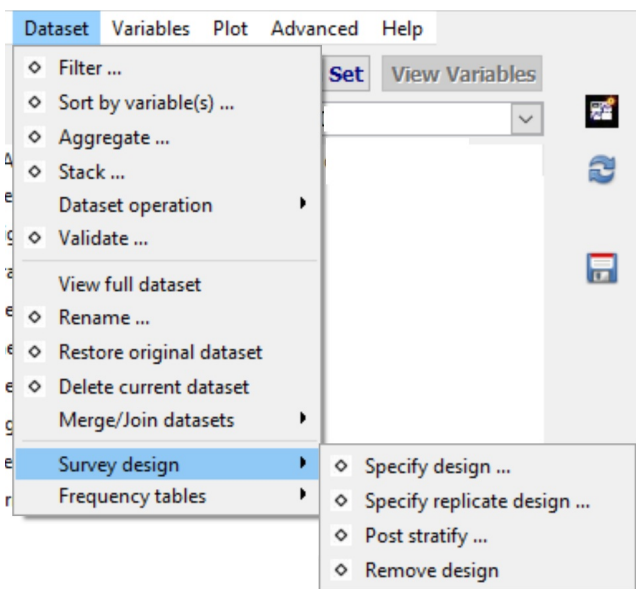 Dataset Variables Plot Advanced Help
Filter ...
Set View Variables
Sort by variable(s) ...
Aggregate ...
Stack ...
Dataset operation
Validate ...
View full dataset
Rename ...
Restore original dataset
Delete current dataset
Merge/Join datasets
Survey design
Specify design ...
Frequency tables
Specify replicate design ...
Post stratify ...
Remove design